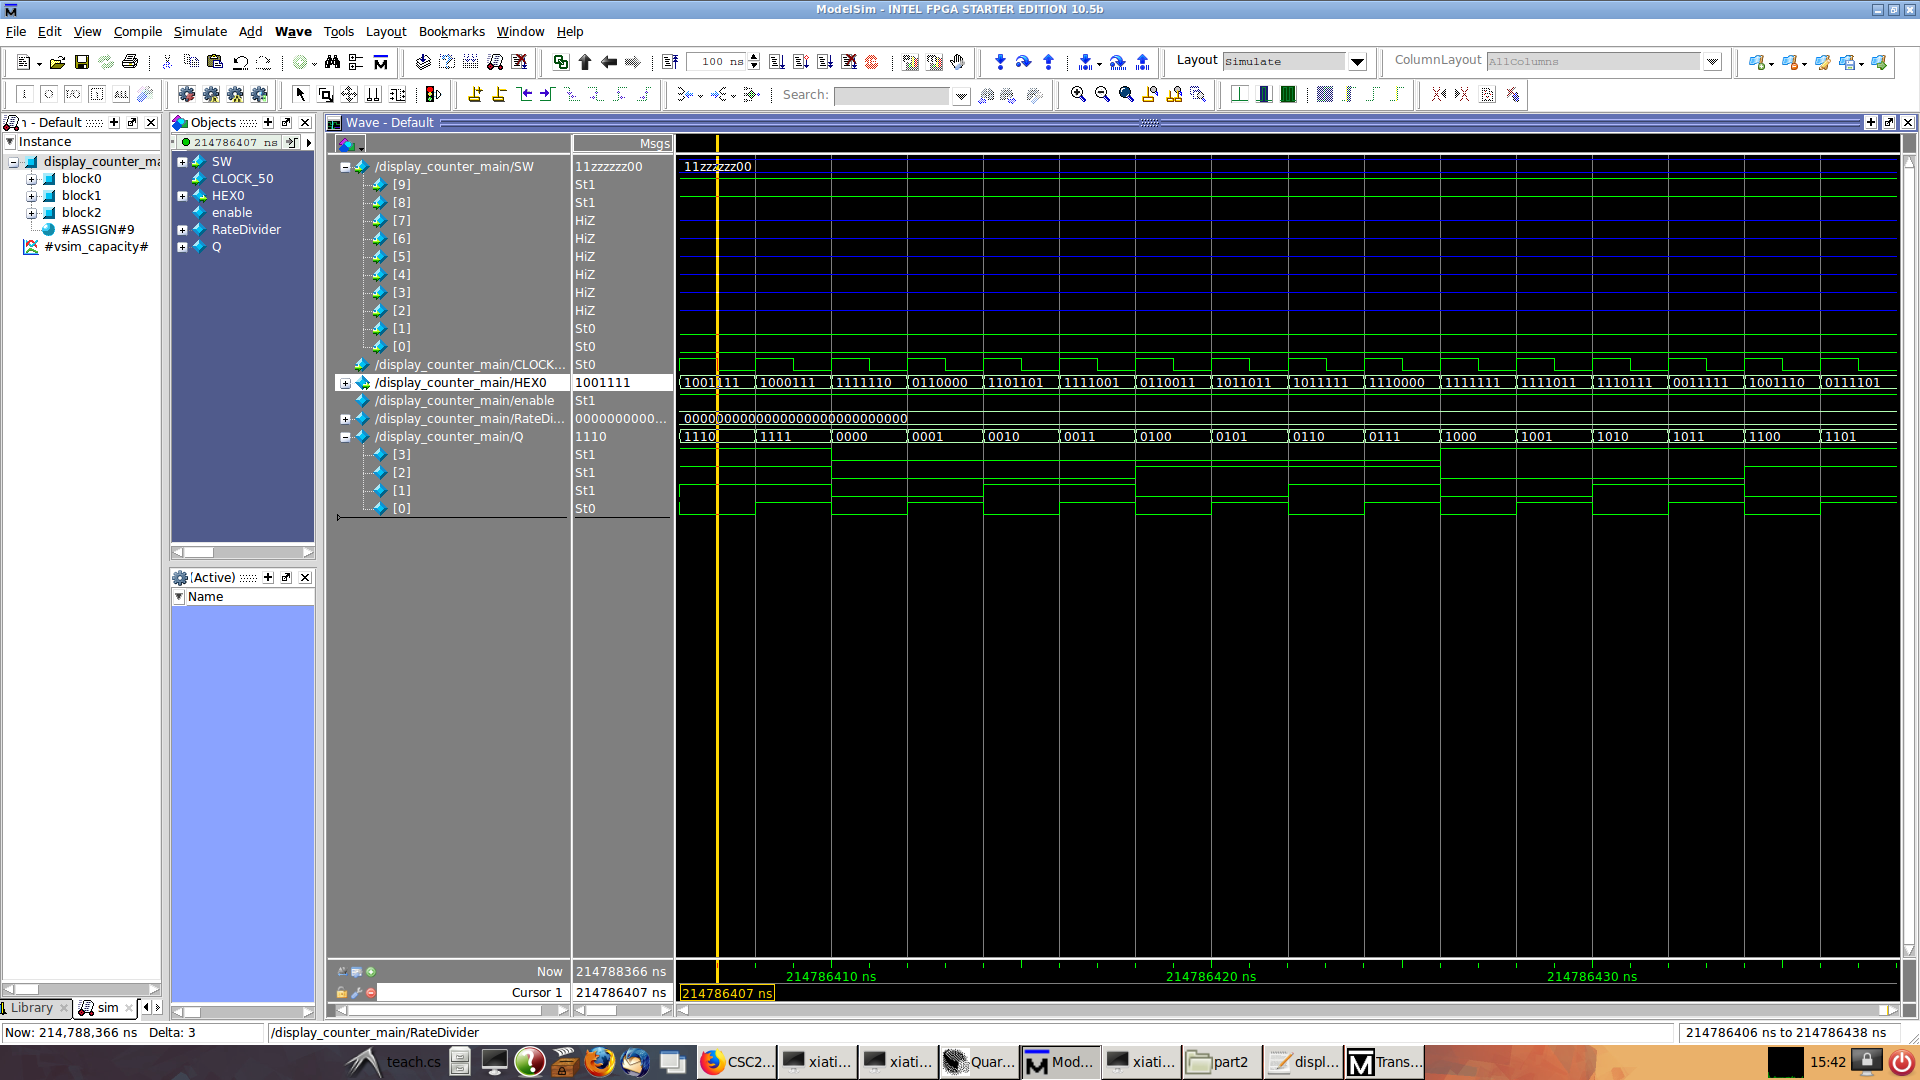 ModelSim - INTEL FPGA STARTER EDITION 10.5b
File Edit View Compile Simulate Add Wave Tools Layout Bookmarks Window Help
100 ns Layout Simulate ColumnLayout AllColumns
Search:
n - Default
Instance
display_counter_ma
block0
block1
block2
#ASSIGN#9
#vsim_capacity#
Library sim
Objects
214786407 ns
SW
CLOCK_50
HEX0
enable
RateDivider
Q
(Active)
Name
Wave - Default
Msgs
/display_counter_main/SW 11zzzzzz00 11zzzzzz00
[9] St1
[8] St1
[7] HiZ
[6] HiZ
[5] HiZ
[4] HiZ
[3] HiZ
[2] HiZ
[1] St0
[0] St0
/display_counter_main/CLOCK... St0
/display_counter_main/HEX0 1001111 1001111 1000111 1111110 0110000 1101101 1111001 0110011 1011011 1011111 1110000 1111111 1111011 1110111 0011111 1001110 0111101
/display_counter_main/enable St1
/display_counter_main/RateDi... 0000000000... 0000000000000000000000000000
/display_counter_main/Q 1110 1110 1111 0000 0001 0010 0011 0100 0101 0110 0111 1000 1001 1010 1011 1100 1101
[3] St1
[2] St1
[1] St1
[0] St0
Now 214788366 ns 214786410 ns 214786420 ns 214786430 ns
Cursor 1 214786407 ns 214786407 ns
Now: 214,788,366 ns Delta: 3 /display_counter_main/RateDivider 214786406 ns to 214786438 ns
teach.cs CSC2... xiati... xiati... Quar... Mod... xiati... part2 displ... Trans... 15:42